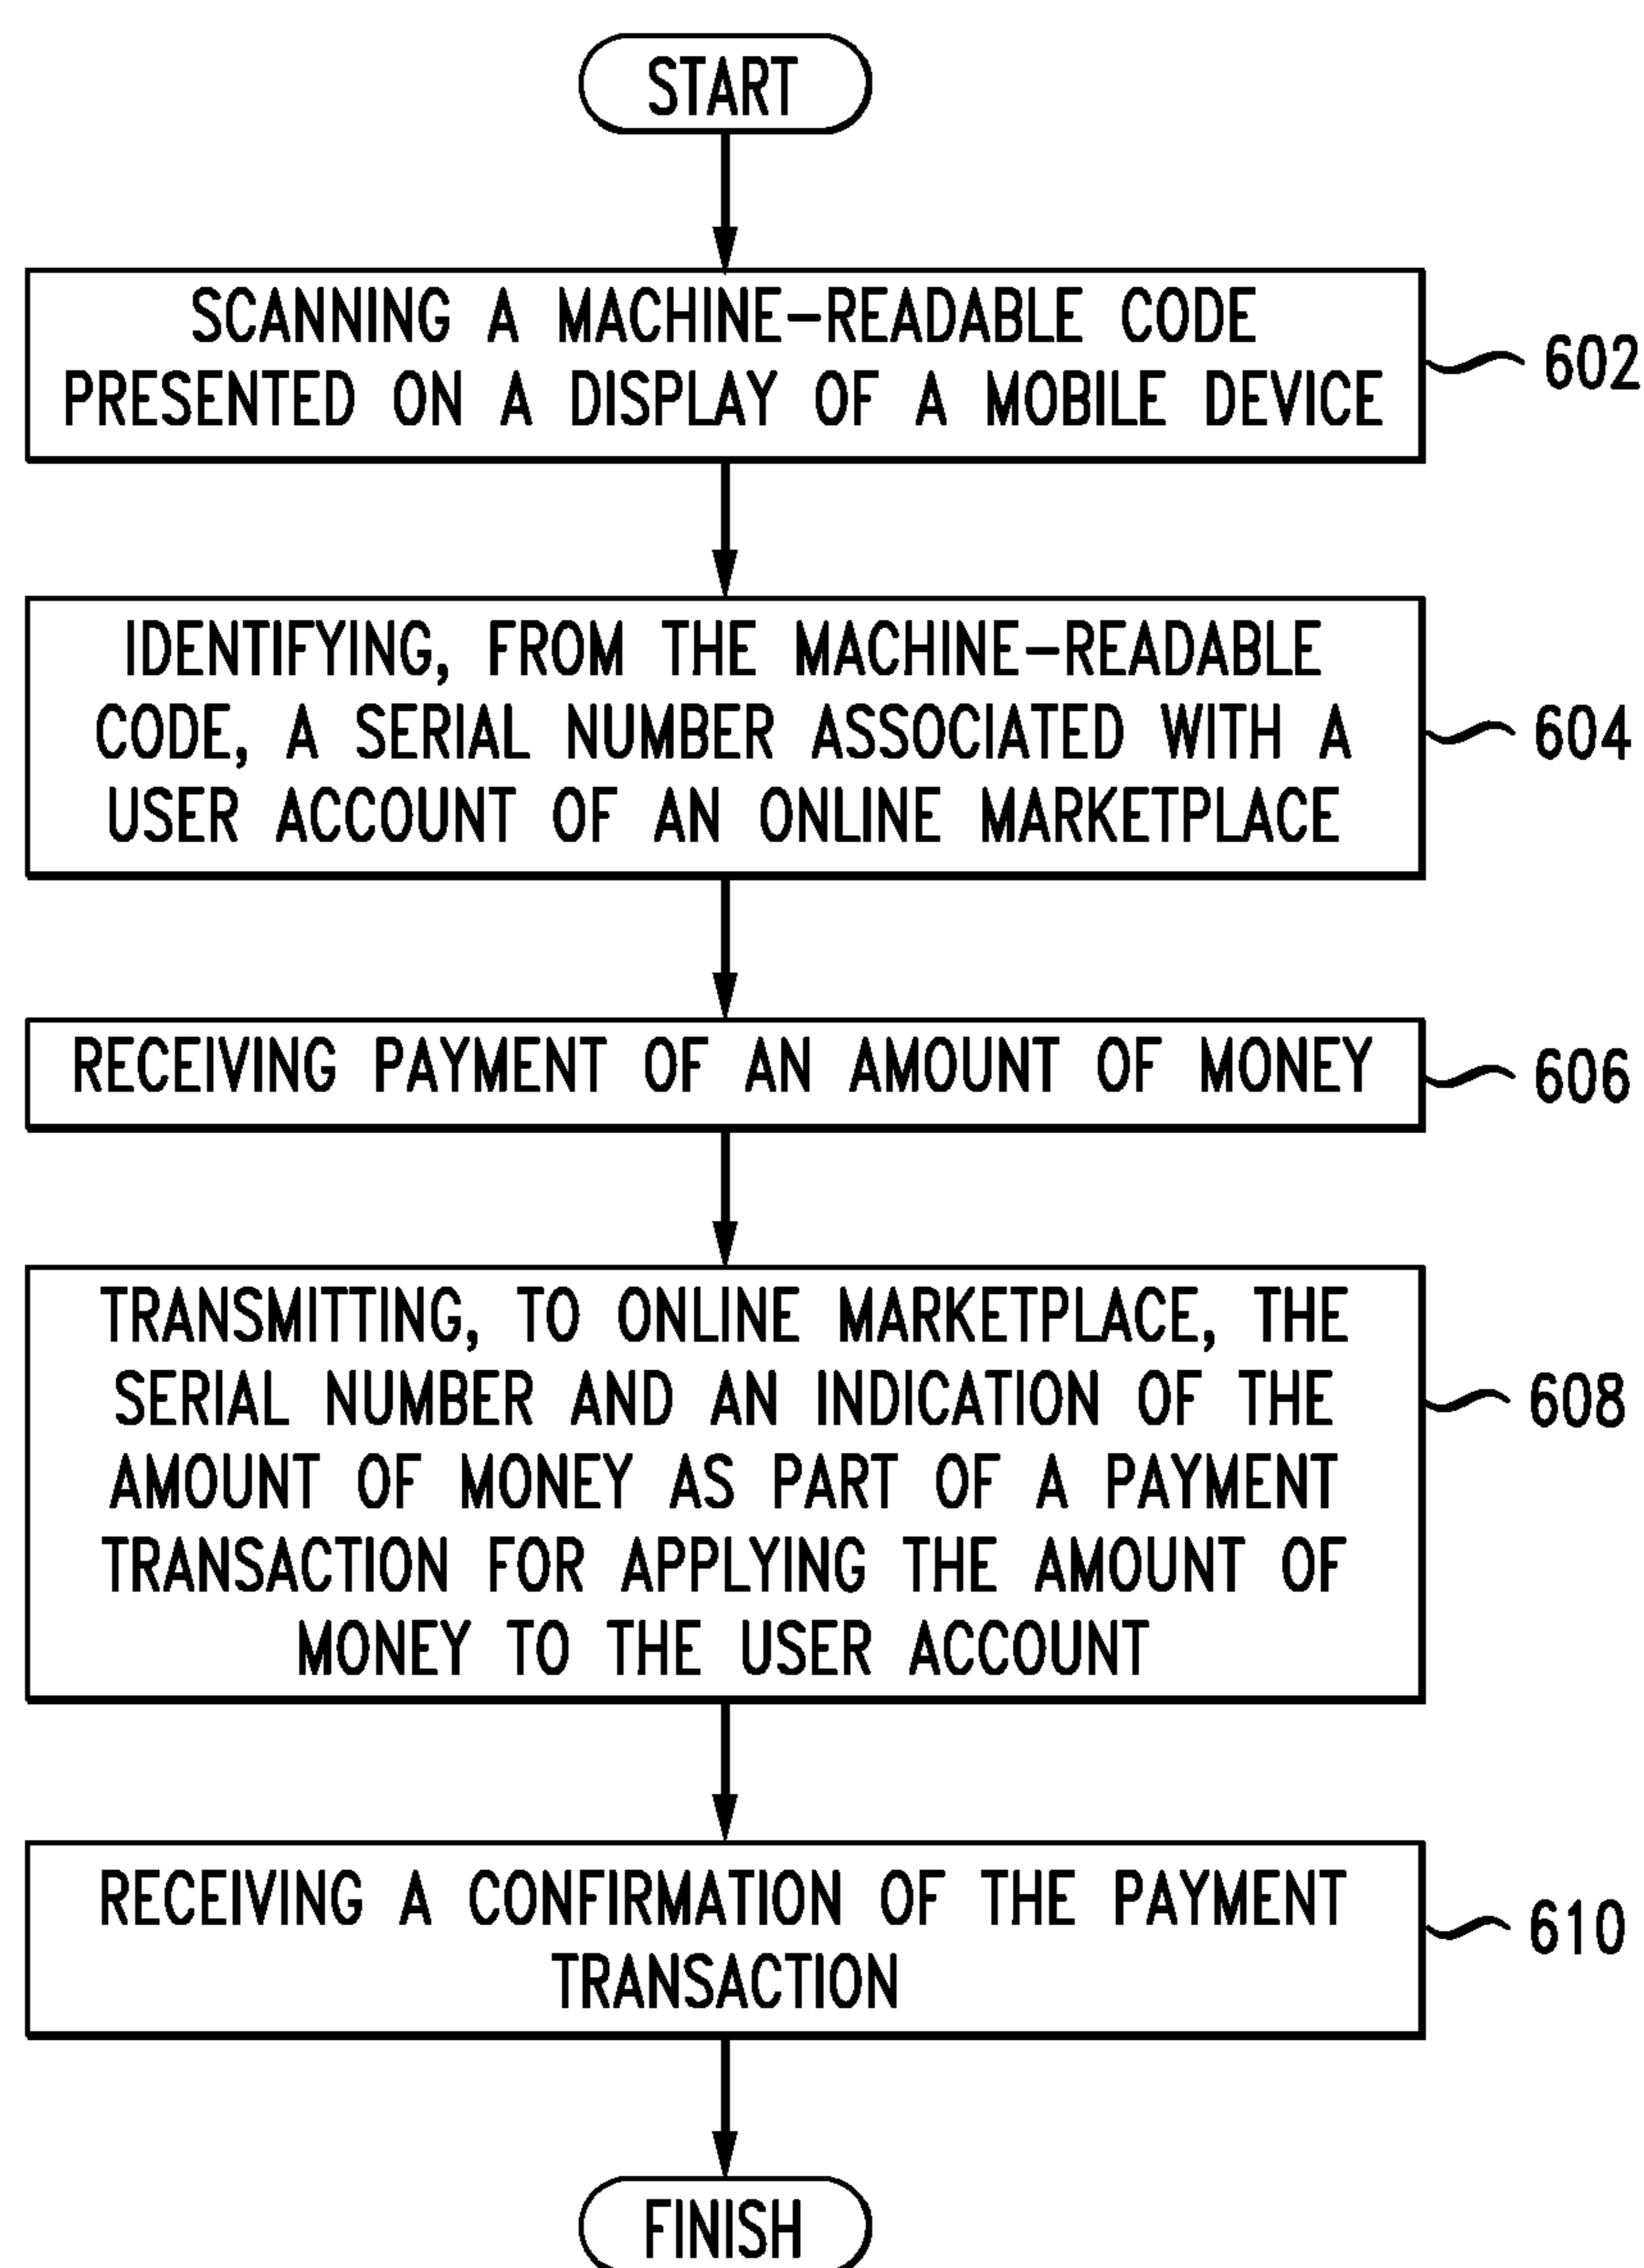 START
SCANNING A MACHINE-READABLE CODE
PRESENTED ON A DISPLAY OF A MOBILE DEVICE
602
IDENTIFYING, FROM THE MACHINE-READABLE
CODE, A SERIAL NUMBER ASSOCIATED WITH A
USER ACCOUNT OF AN ONLINE MARKETPLACE
604
RECEIVING PAYMENT OF AN AMOUNT OF MONEY
606
TRANSMITTING, TO ONLINE MARKETPLACE, THE
SERIAL NUMBER AND AN INDICATION OF THE
AMOUNT OF MONEY AS PART OF A PAYMENT
TRANSACTION FOR APPLYING THE AMOUNT OF
MONEY TO THE USER ACCOUNT
608
RECEIVING A CONFIRMATION OF THE PAYMENT
TRANSACTION
610
FINISH